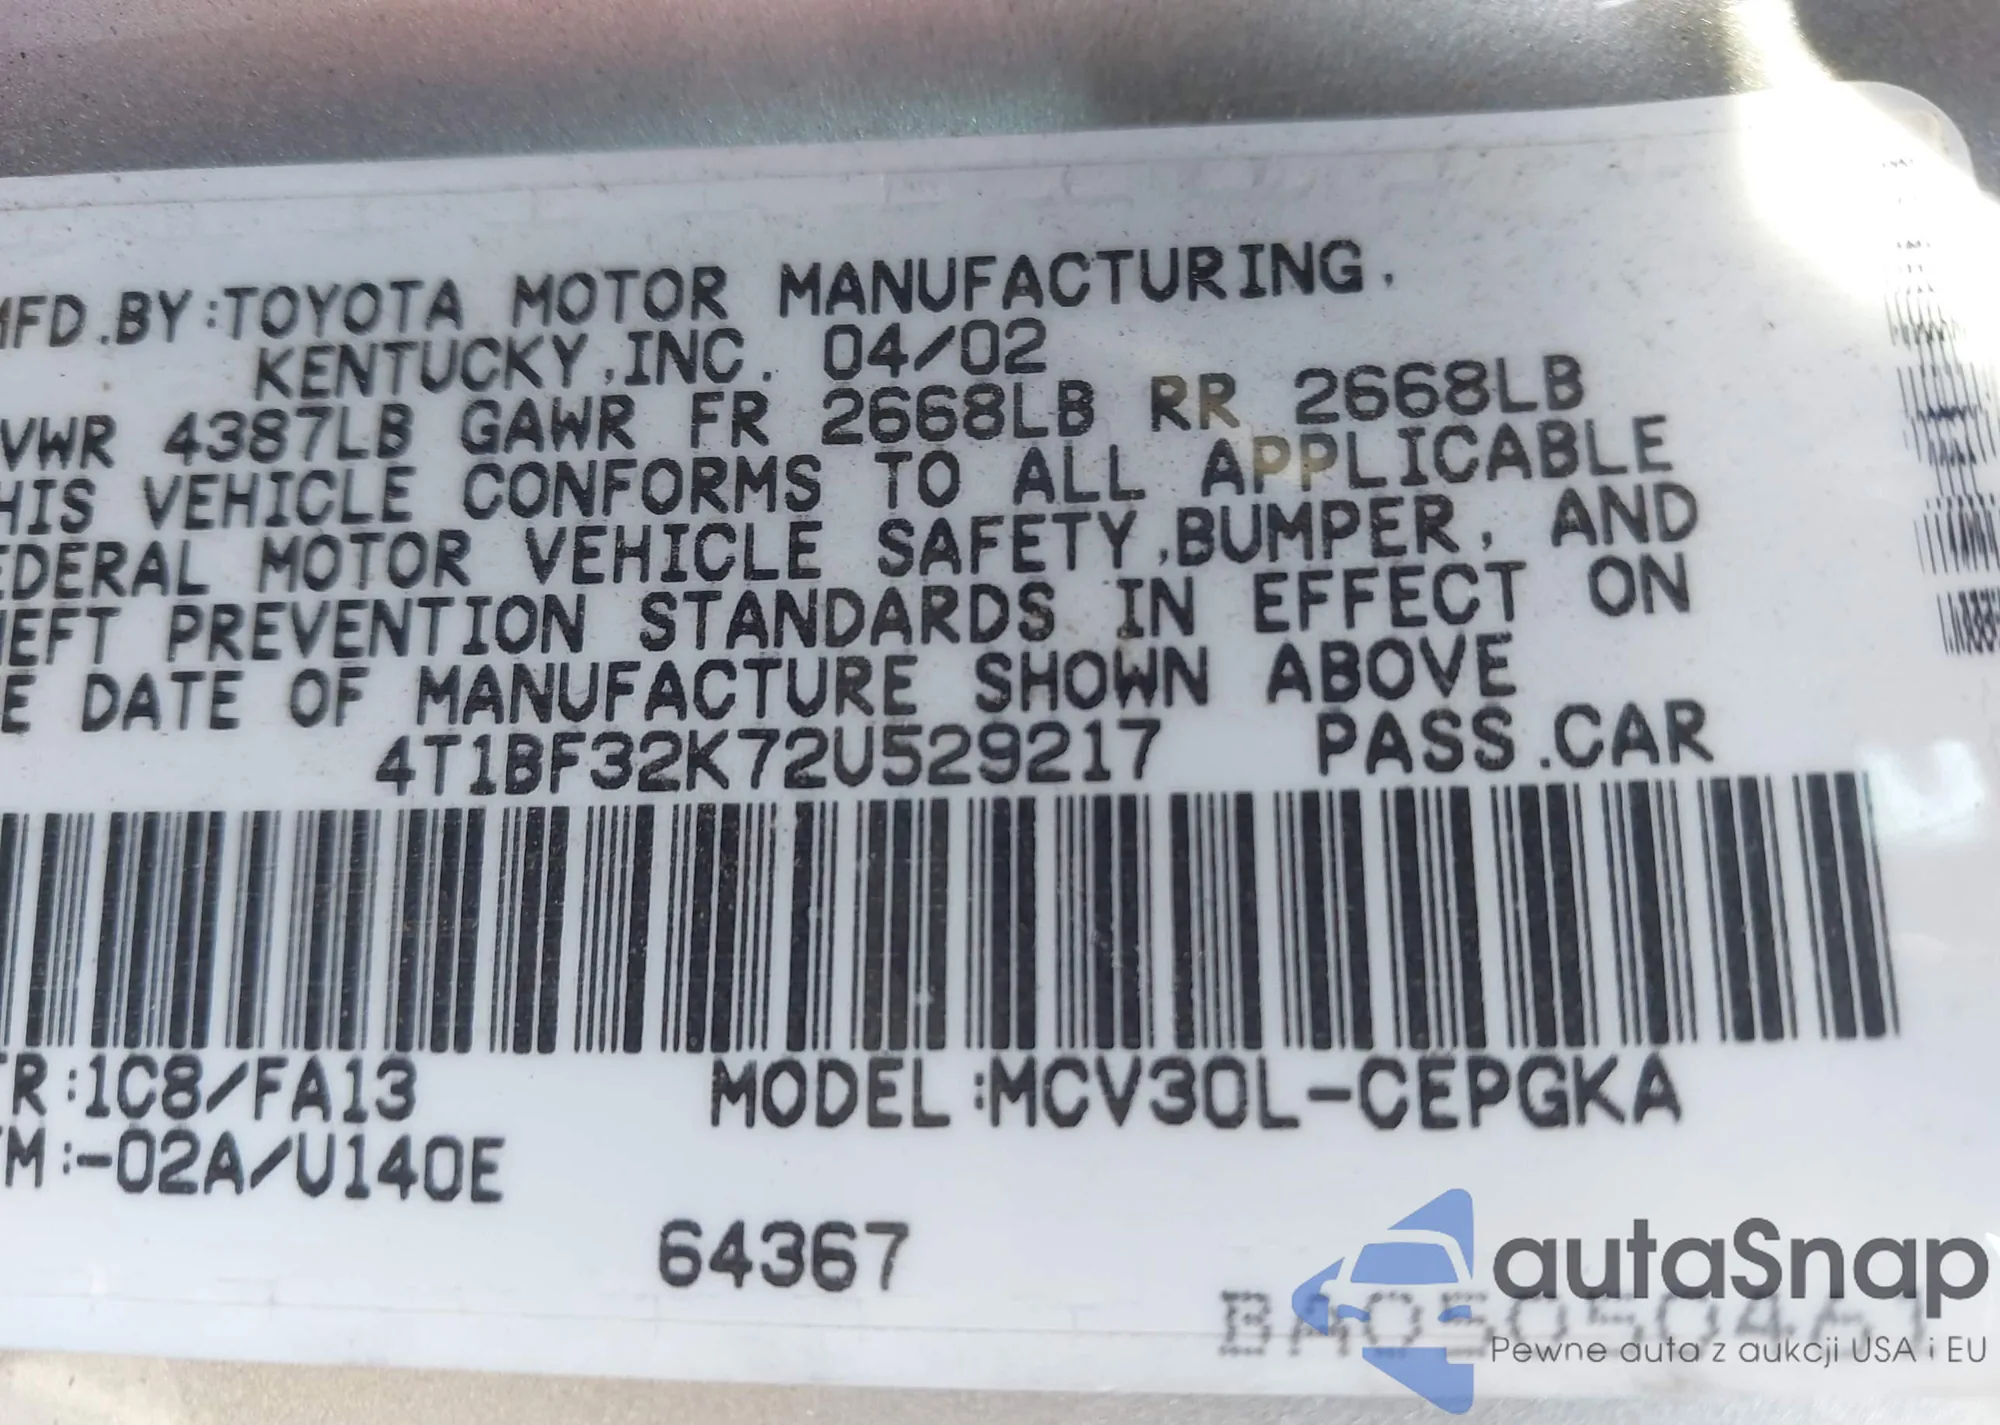 MFD.BY:TOYOTA MOTOR MANUFACTURING.
KENTUCKY,INC. 04/02
VWR 4387LB GAWR FR 2668LB RR 2668LB
HIS VEHICLE CONFORMS TO ALL APPLICABLE
EDERAL MOTOR VEHICLE SAFETY,BUMPER, AND
HEFT PREVENTION STANDARDS IN EFFECT ON
E DATE OF MANUFACTURE SHOWN ABOVE
4T1BF32K72U529217 PASS.CAR
TR:1C8/FA13 MODEL:MCV30L-CEPGKA
TM:-02A/U140E
64367
autaSnap
Pewne auta z aukcji USA i EU